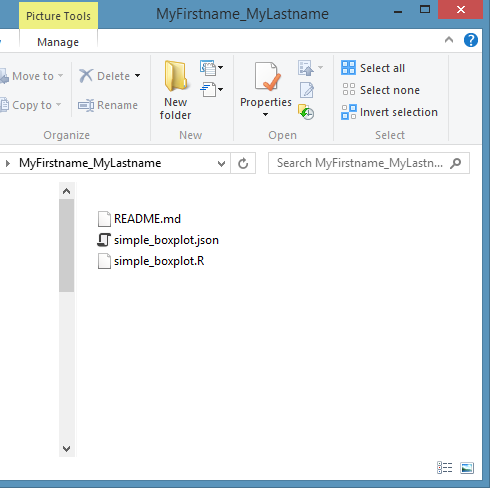 Picture Tools
MyFirstname_MyLastname
Manage
Move to
Delete
Copy to
Rename
New folder
Properties
Select all
Select none
Invert selection
Organize
New
Open
Select
MyFirstname_MyLastname
Search MyFirstname_MyLastn...
README.md
simple_boxplot.json
simple_boxplot.R